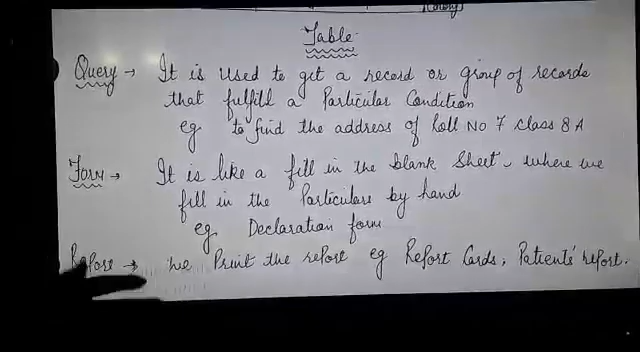 Table
Query → It is used to get a record or group of records
that fulfill a Particular Condition
eg to find the address of Roll No 7 class 8 A
Form → It is like a fill in the blank Sheet, where we
fill in the Particulars by hand
eg Declaration form
Report → we Print the report eg Report Cards, Patients' report.